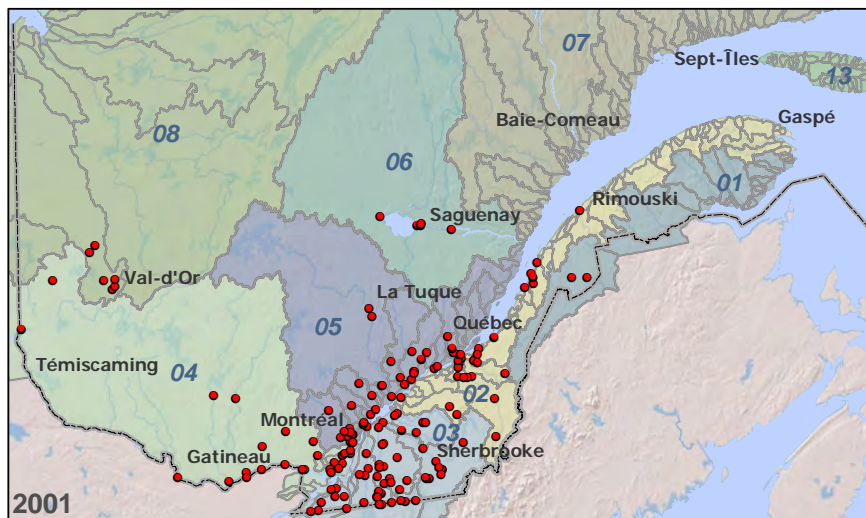 07
Sept-Îles
13
Baie-Comeau
Gaspé
08
06
01
Rimouski
Saguenay
Val-d'Or
La Tuque
05
Québec
Témiscaming
04
02
Montréal
03
Gatineau
Sherbrooke
2001